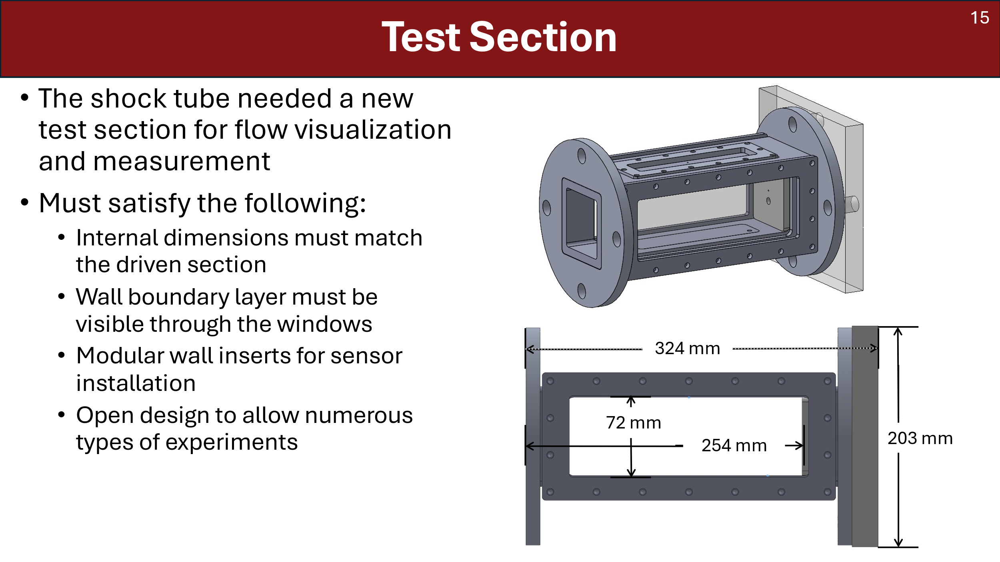 15
Test Section
• The shock tube needed a new
test section for flow visualization
and measurement
• Must satisfy the following:
• Internal dimensions must match
the driven section
• Wall boundary layer must be
visible through the windows
• Modular wall inserts for sensor
installation
• Open design to allow numerous
types of experiments
324 mm
72 mm
254 mm
203 mm